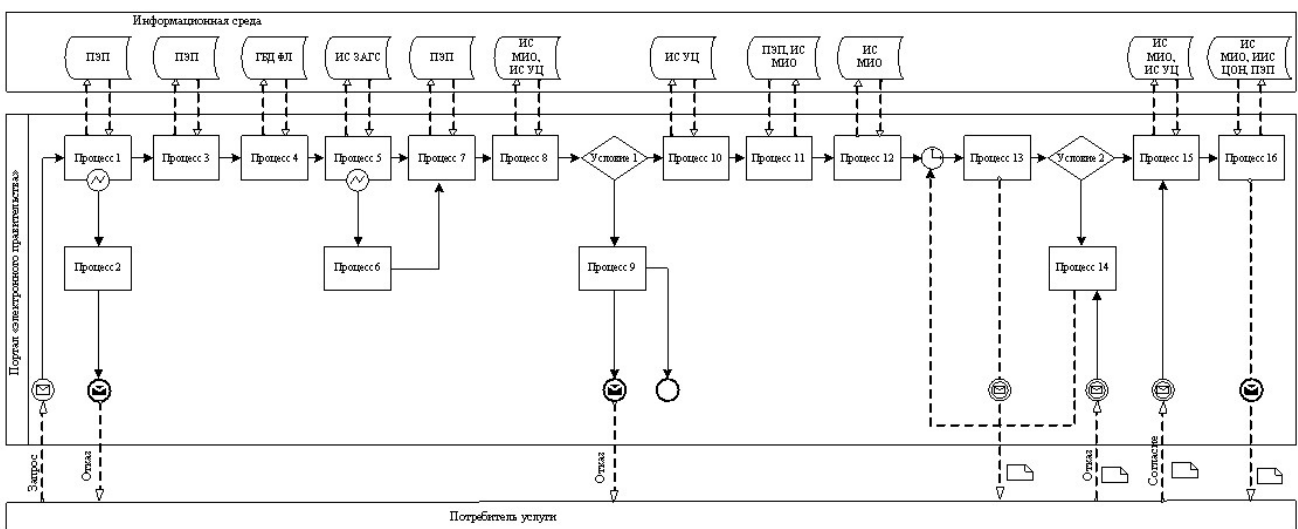 Информационная среда
ПЭП
ПЭП
ГБД ФЛ
ИС ЗАГС
ПЭП
ИС
МИО,
ИС УЦ
ИС УЦ
ПЭП, ИС
МИО
ИС
МИО
ИС
МИО,
ИС УЦ
ИС
МИО, ИИС
ЦОН, ПЭП
Портал «электронного правительства»
Процесс 1
Процесс 3
Процесс 4
Процесс 5
Процесс 7
Процесс 8
Условие 1
Процесс 10
Процесс 11
Процесс 12
Процесс 13
Условие 2
Процесс 15
Процесс 16
Процесс 2
Процесс 6
Процесс 9
Процесс 14
Запрос
Отказ
Отказ
Отказ
Согласие
Потребитель услуги